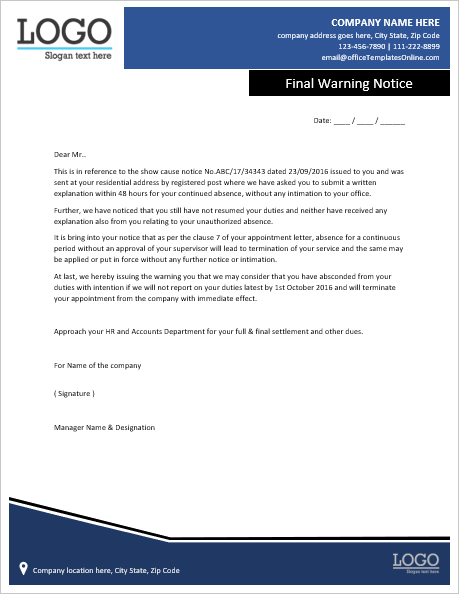 LOGO
Slogan text here
COMPANY NAME HERE
company address goes here, City State, Zip Code
123-456-7890 | 111-222-8899
email@officeTemplatesOnline.com
Final Warning Notice
Date: ____ / ____ / ______
Dear Mr..
This is in reference to the show cause notice No.ABC/17/34343 dated 23/09/2016 issued to you and was
sent at your residential address by registered post where we have asked you to submit a written
explanation within 48 hours for your continued absence, without any intimation to your office.
Further, we have noticed that you still have not resumed your duties and neither have received any
explanation also from you relating to your unauthorized absence.
It is bring into your notice that as per the clause 7 of your appointment letter, absence for a continuous
period without an approval of your supervisor will lead to termination of your service and the same may
be applied or put in force without any further notice or intimation.
At last, we hereby issuing the warning you that we may consider that you have absconded from your
duties with intention if we will not report on your duties latest by 1st October 2016 and will terminate
your appointment from the company with immediate effect.
Approach your HR and Accounts Department for your full & final settlement and other dues.
For Name of the company
( Signature )
Manager Name & Designation
Company location here, City State, Zip Code
LOGO
Slogan text here